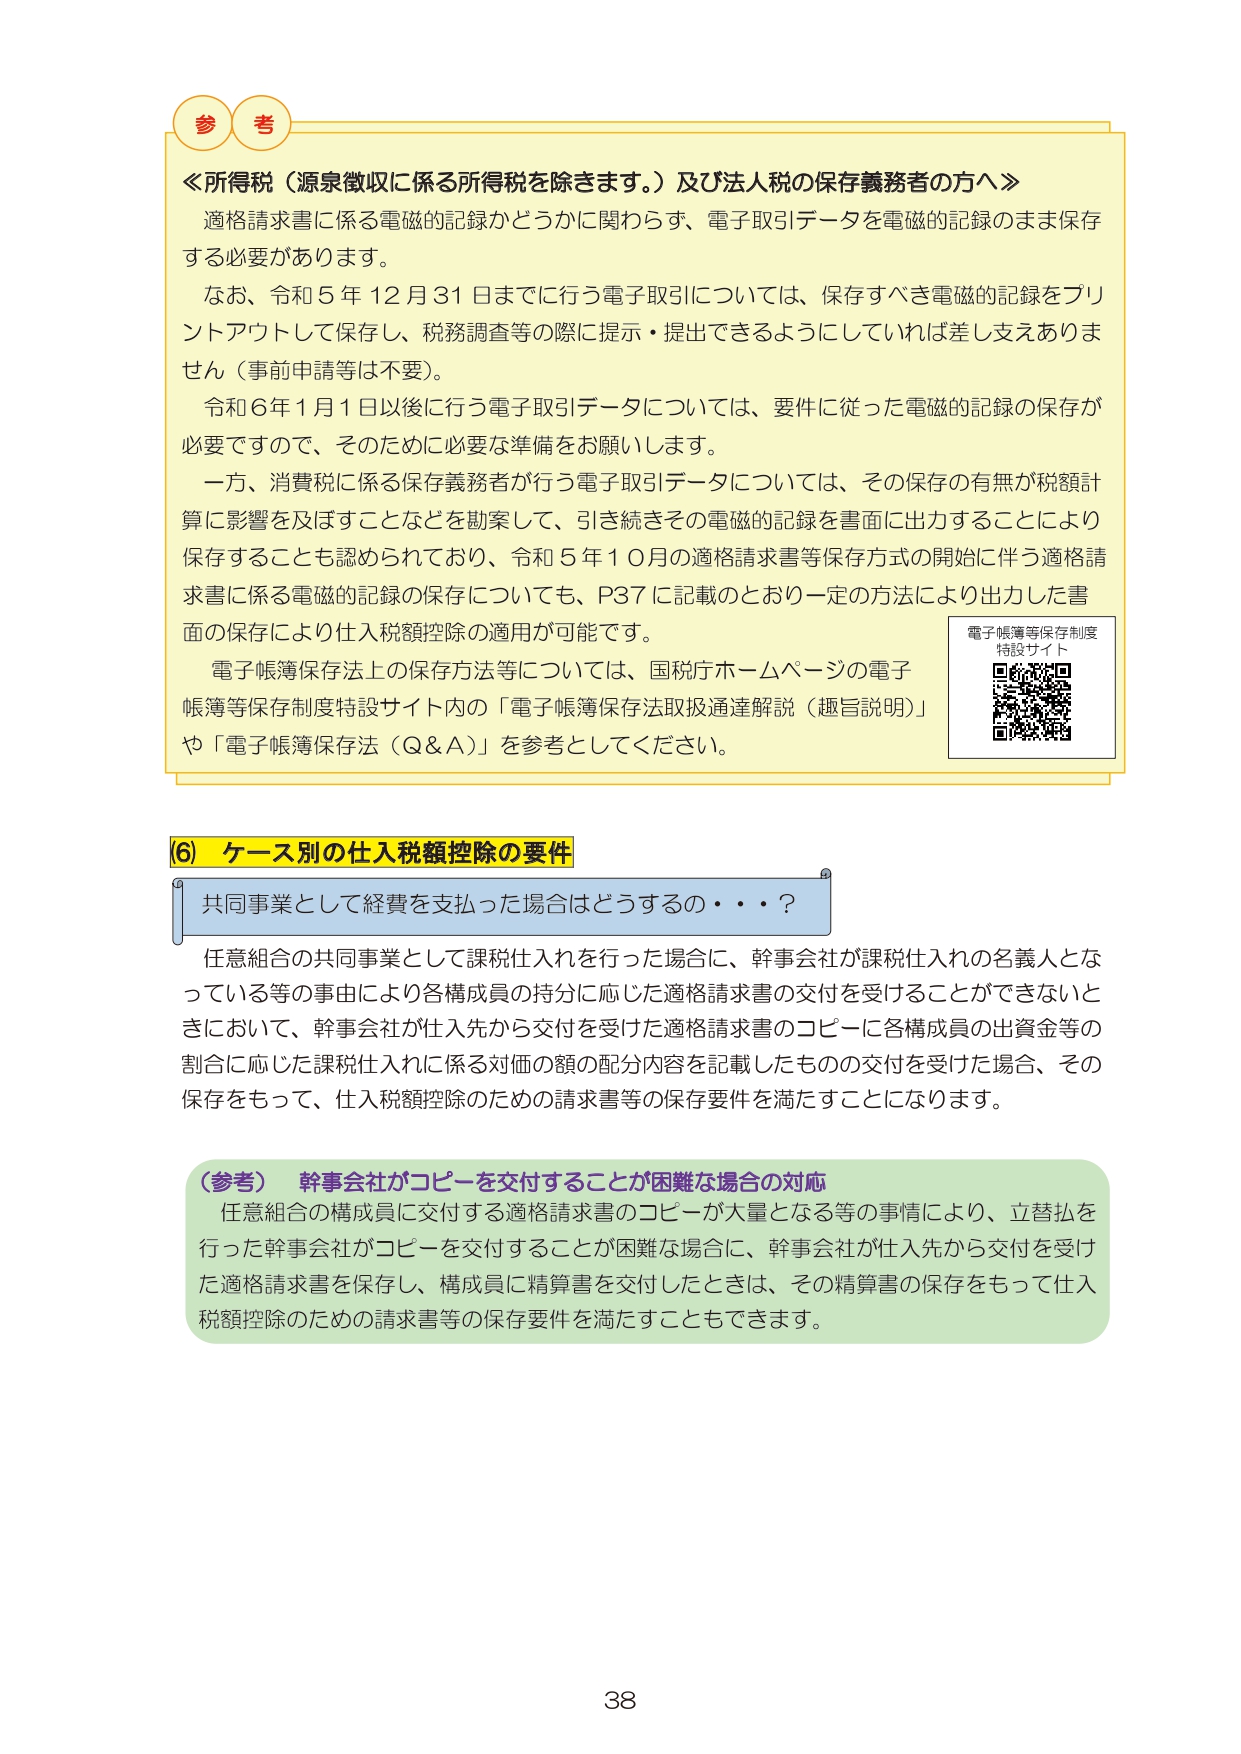 参考
≪所得税（源泉徴収に係る所得税を除きます。）及び法人税の保存義務者の方へ≫
　適格請求書に係る電磁的記録かどうかに関わらず、電子取引データを電磁的記録のまま保存
する必要があります。
　なお、令和５年 12 月 31 日までに行う電子取引については、保存すべき電磁的記録をプリ
ントアウトして保存し、税務調査等の際に提示・提出できるようにしていれば差し支えありま
せん（事前申請等は不要）。
　令和６年１月１日以後に行う電子取引データについては、要件に従った電磁的記録の保存が
必要ですので、そのために必要な準備をお願いします。
　一方、消費税に係る保存義務者が行う電子取引データについては、その保存の有無が税額計
算に影響を及ぼすことなどを勘案して、引き続きその電磁的記録を書面に出力することにより
保存することも認められており、令和５年１０月の適格請求書等保存方式の開始に伴う適格請
求書に係る電磁的記録の保存についても、P37 に記載のとおり一定の方法により出力した書
面の保存により仕入税額控除の適用が可能です。
　電子帳簿保存法上の保存方法等については、国税庁ホームページの電子
帳簿等保存制度特設サイト内の「電子帳簿保存法取扱通達解説（趣旨説明）」
や「電子帳簿保存法（Q＆A）」を参考としてください。
電子帳簿等保存制度
特設サイト
⑹　ケース別の仕入税額控除の要件
共同事業として経費を支払った場合はどうするの・・・？
　任意組合の共同事業として課税仕入れを行った場合に、幹事会社が課税仕入れの名義人とな
っている等の事由により各構成員の持分に応じた適格請求書の交付を受けることができないと
きにおいて、幹事会社が仕入先から交付を受けた適格請求書のコピーに各構成員の出資金等の
割合に応じた課税仕入れに係る対価の額の配分内容を記載したものの交付を受けた場合、その
保存をもって、仕入税額控除のための請求書等の保存要件を満たすことになります。
（参考）　幹事会社がコピーを交付することが困難な場合の対応
　任意組合の構成員に交付する適格請求書のコピーが大量となる等の事情により、立替払を
行った幹事会社がコピーを交付することが困難な場合に、幹事会社が仕入先から交付を受け
た適格請求書を保存し、構成員に精算書を交付したときは、その精算書の保存をもって仕入
税額控除のための請求書等の保存要件を満たすこともできます。
38